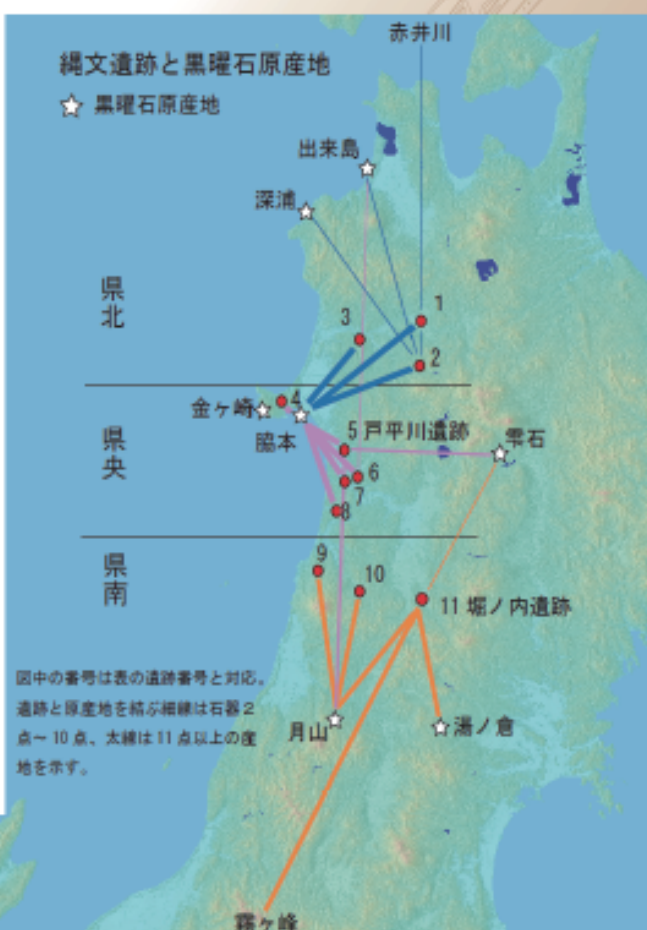 赤井川
縄文遺跡と黒曜石原産地
黒曜石原産地
出来島
深浦
県北
1
3
2
金ヶ崎
4
脇本
県央
5 戸平川遺跡
雫石
6
7
8
県南
9
10
11 堀ノ内遺跡
図中の番号は表の遺跡番号と対応。
遺跡と原産地を結ぶ細線は石器2
点〜10点、太線は11点以上の産
地を示す。
月山
湯ノ倉
霧ヶ峰